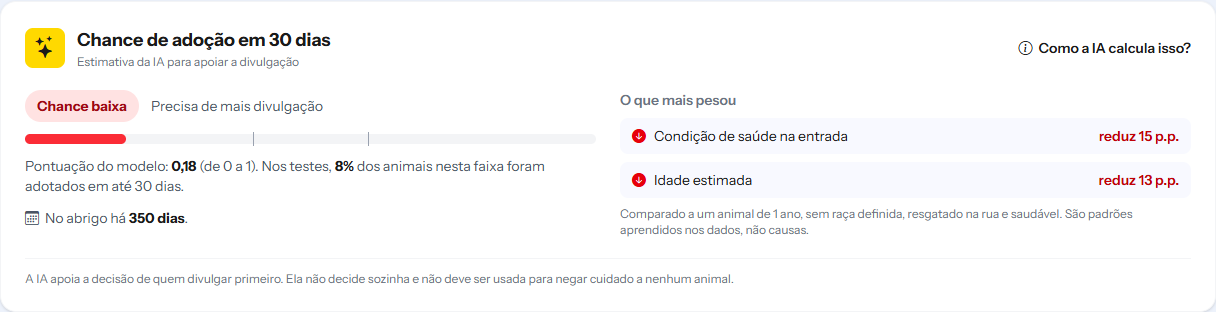 Chance de adoção em 30 dias
Estimativa da IA para apoiar a divulgação
Como a IA calcula isso?
Chance baixa
Precisa de mais divulgação
Pontuação do modelo: 0,18 (de 0 a 1). Nos testes, 8% dos animais nesta faixa foram
adotados em até 30 dias.
No abrigo há 350 dias.
O que mais pesou
Condição de saúde na entrada
reduz 15 p.p.
Idade estimada
reduz 13 p.p.
Comparado a um animal de 1 ano, sem raça definida, resgatado na rua e saudável. São padrões
aprendidos nos dados, não causas.
A IA apoia a decisão de quem divulgar primeiro. Ela não decide sozinha e não deve ser usada para negar cuidado a nenhum animal.